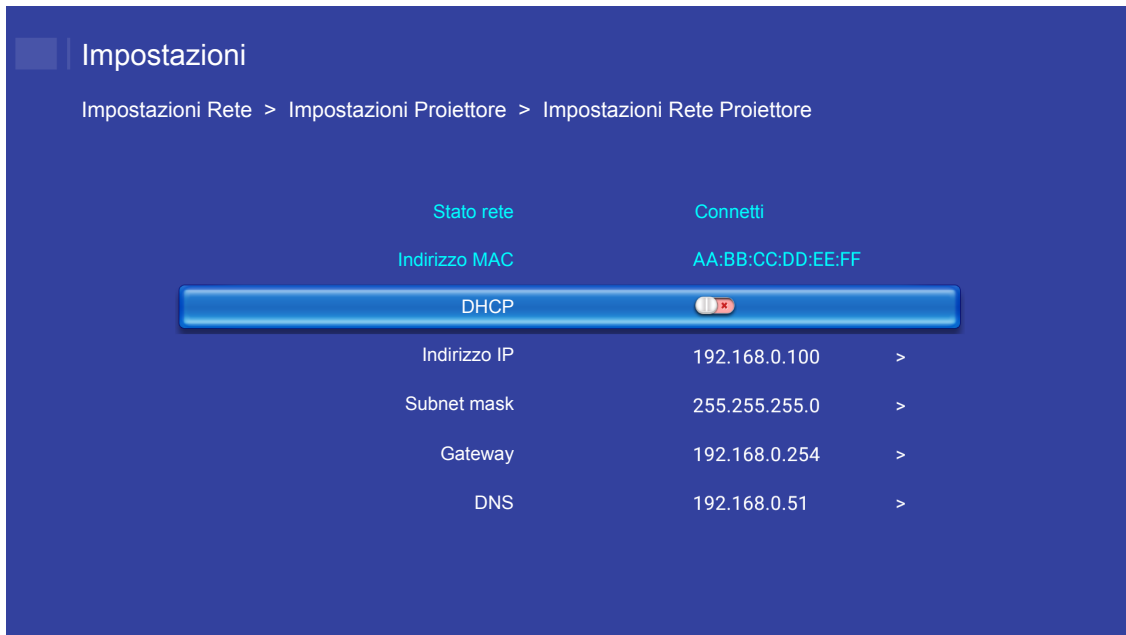 Impostazioni
Impostazioni Rete > Impostazioni Proiettore > Impostazioni Rete Proiettore
Stato rete Connetti
Indirizzo MAC AA:BB:CC:DD:EE:FF
DHCP
Indirizzo IP 192.168.0.100 >
Subnet mask 255.255.255.0 >
Gateway 192.168.0.254 >
DNS 192.168.0.51 >